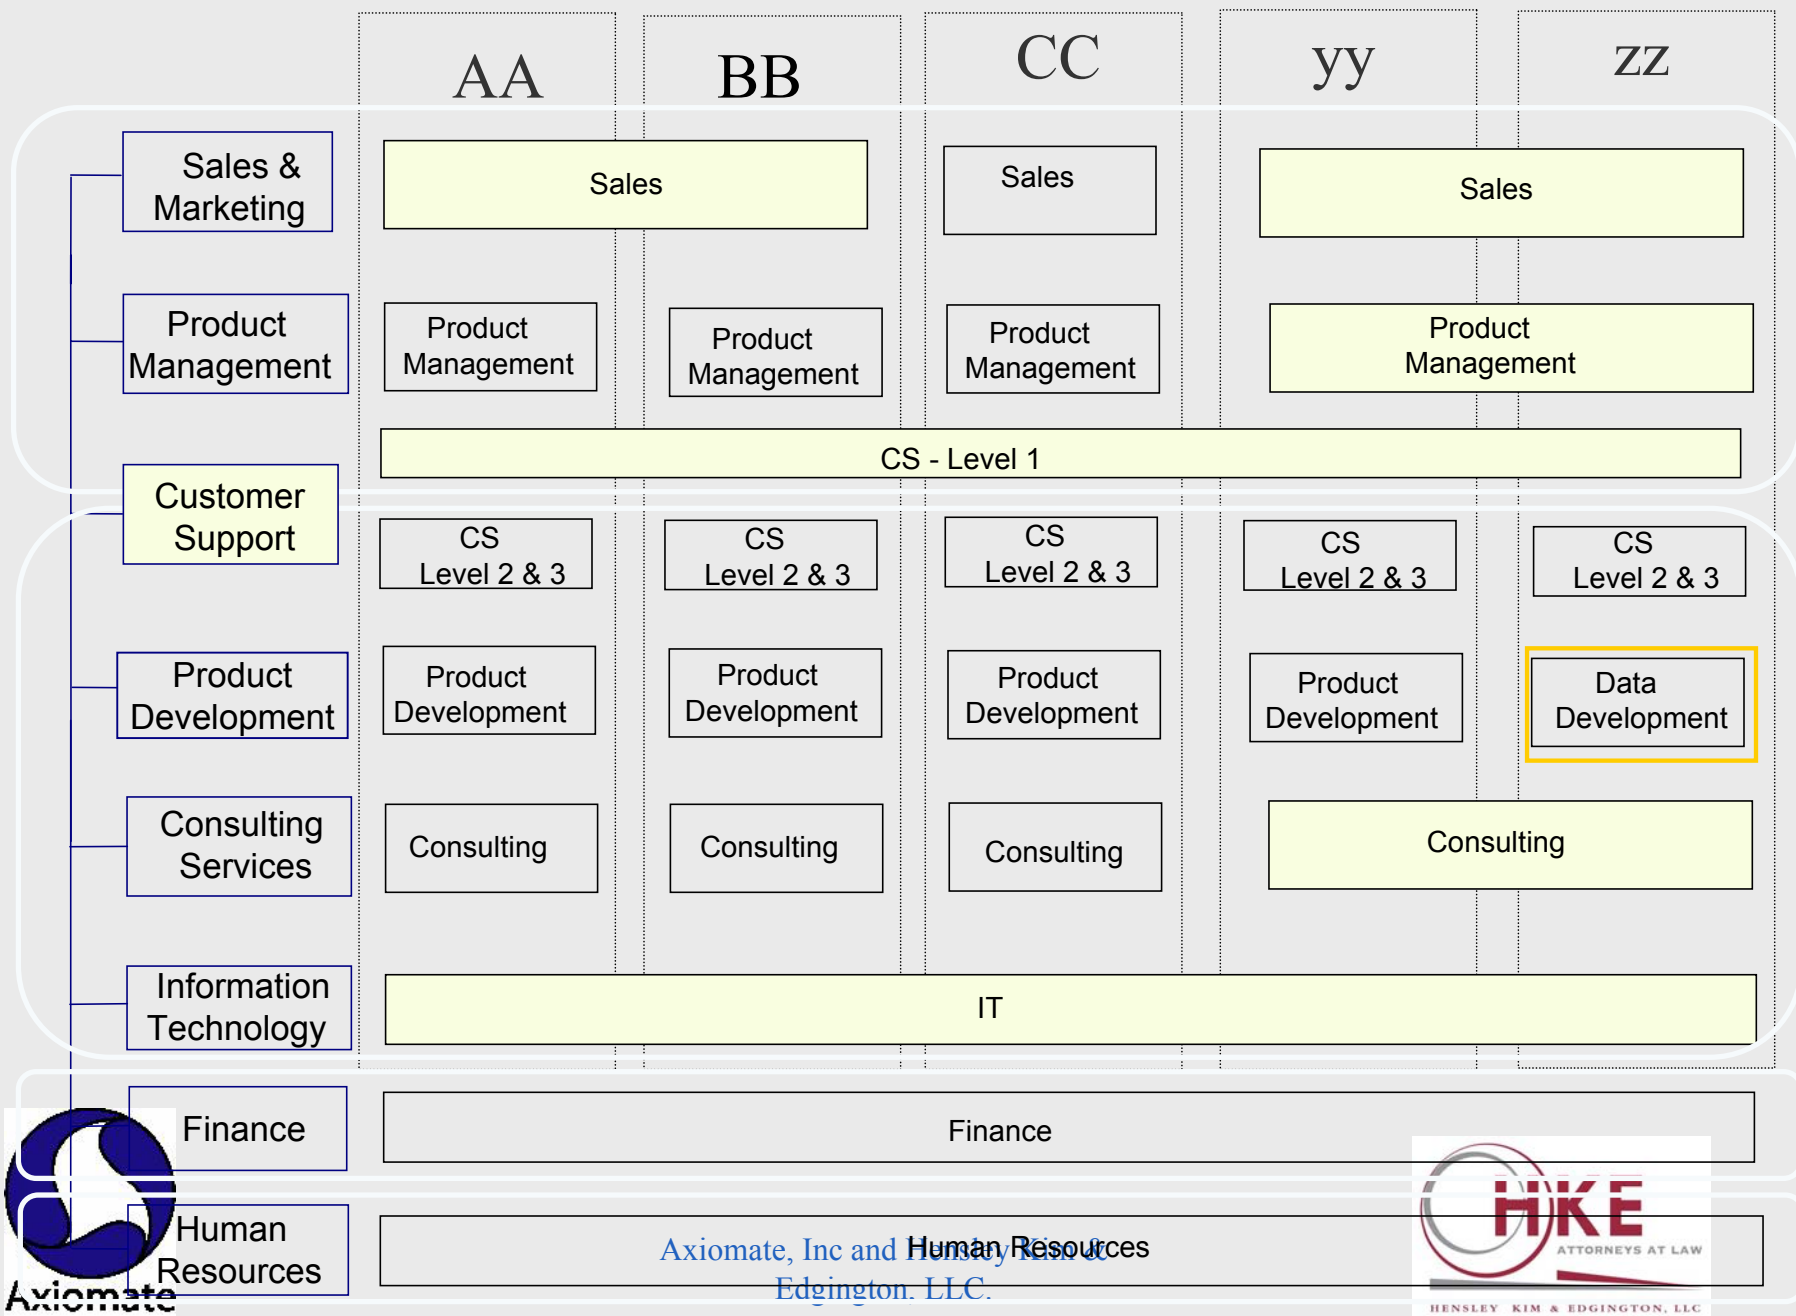 AA
BB
CC
yy
zz
Sales &
Marketing
Sales
Sales
Sales
Product
Management
Product
Management
Product
Management
Product
Management
Product
Management
CS - Level 1
Customer
Support
CS
Level 2 & 3
CS
Level 2 & 3
CS
Level 2 & 3
CS
Level 2 & 3
CS
Level 2 & 3
Product
Development
Product
Development
Product
Development
Product
Development
Product
Development
Data
Development
Consulting
Services
Consulting
Consulting
Consulting
Consulting
Information
Technology
IT
Finance
Finance
Human
Resources
Human Resources
Axiomate, Inc and Hensley Kim &
Edgington, LLC.
Axiomate
HKE
ATTORNEYS AT LAW
HENSLEY KIM & EDGINGTON, LLC